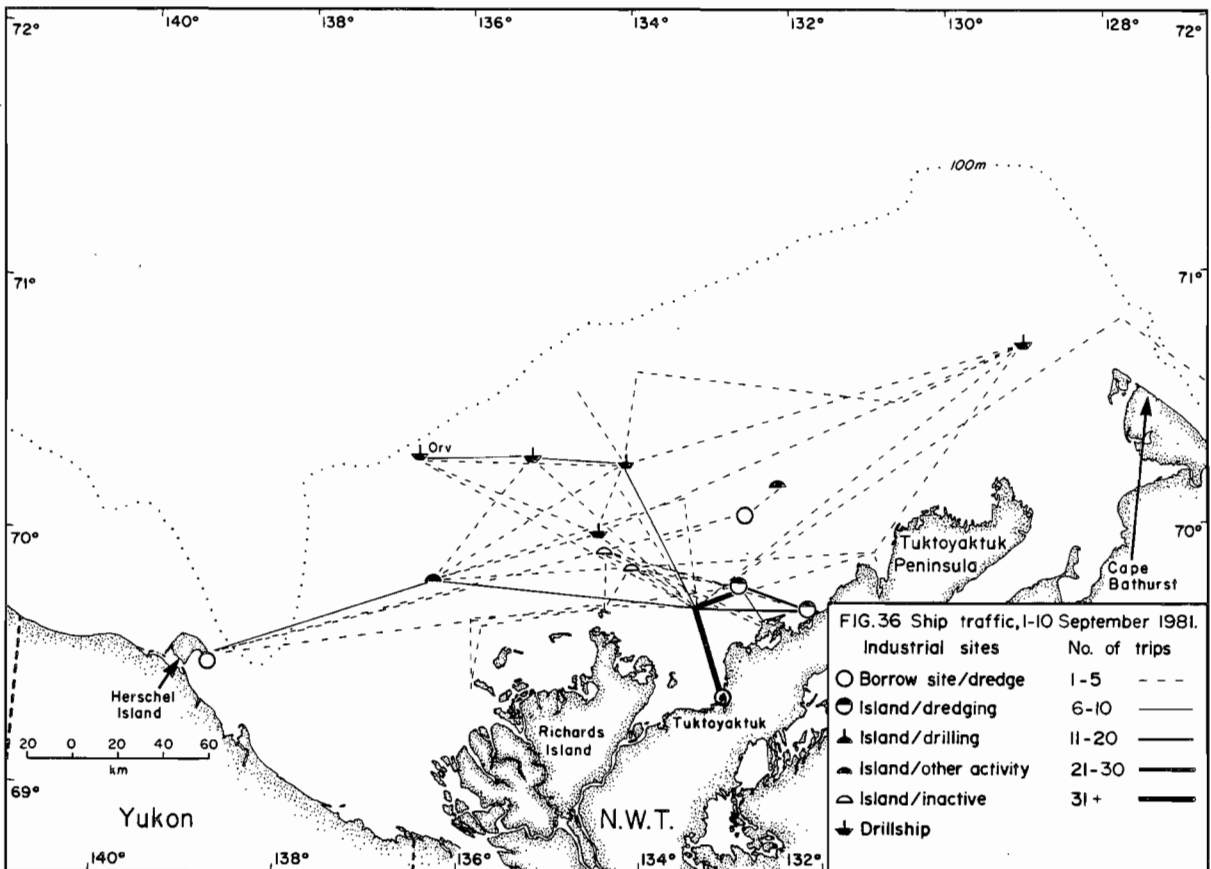 72° 140° 138° 136° 134° 132° 130° 128° 72°
100m
71° 71°
Orv
70° 70°
Tuktoyaktuk
Peninsula
Cape
Bathurst
Herschel
Island
Richards
Island
Tuktoyaktuk
20 0 20 40 60
km
69°
Yukon
N.W.T.
140° 138° 136° 134° 132°
FIG.36 Ship traffic, 1-10 September 1981.
Industrial sites No. of trips
Borrow site/dredge 1-5
Island/dredging 6-10
Island/drilling 11-20
Island/other activity 21-30
Island/inactive 31+
Drillship